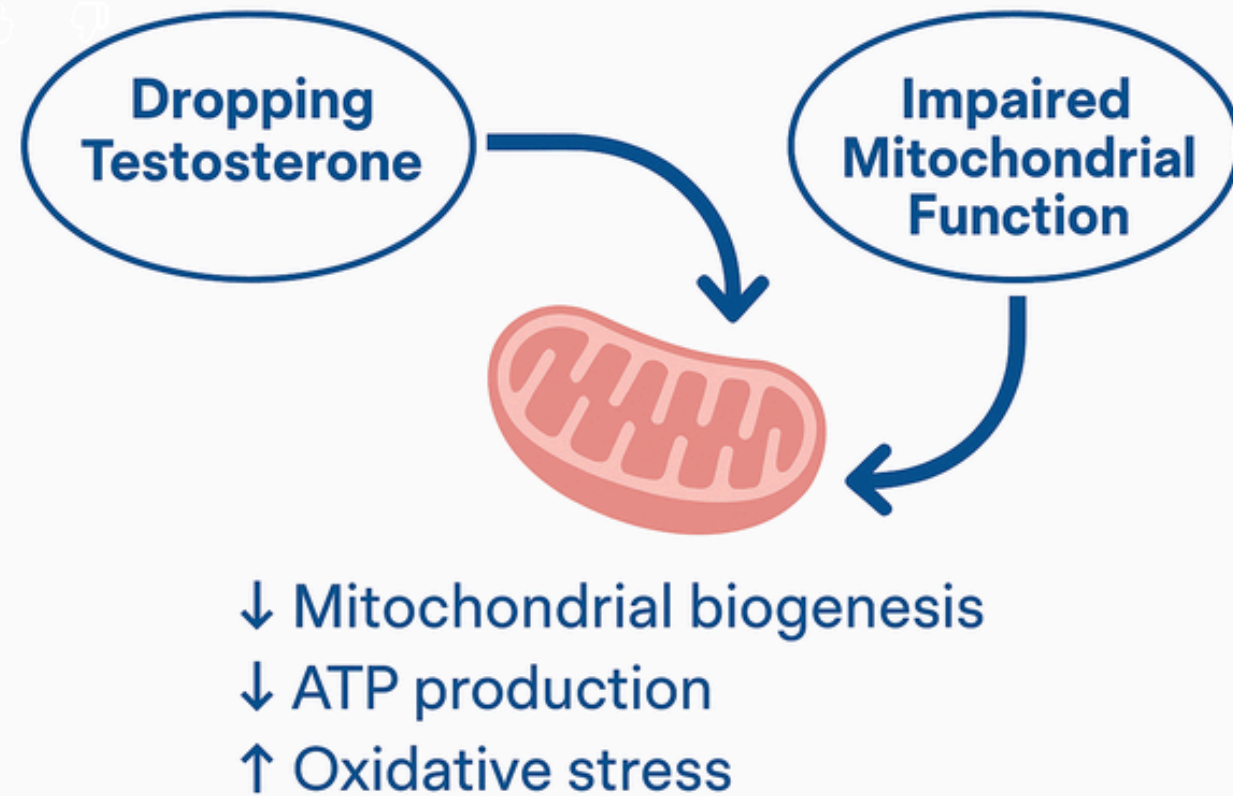 Dropping
Testosterone
Impaired
Mitochondrial
Function
↓ Mitochondrial biogenesis
↓ ATP production
↑ Oxidative stress